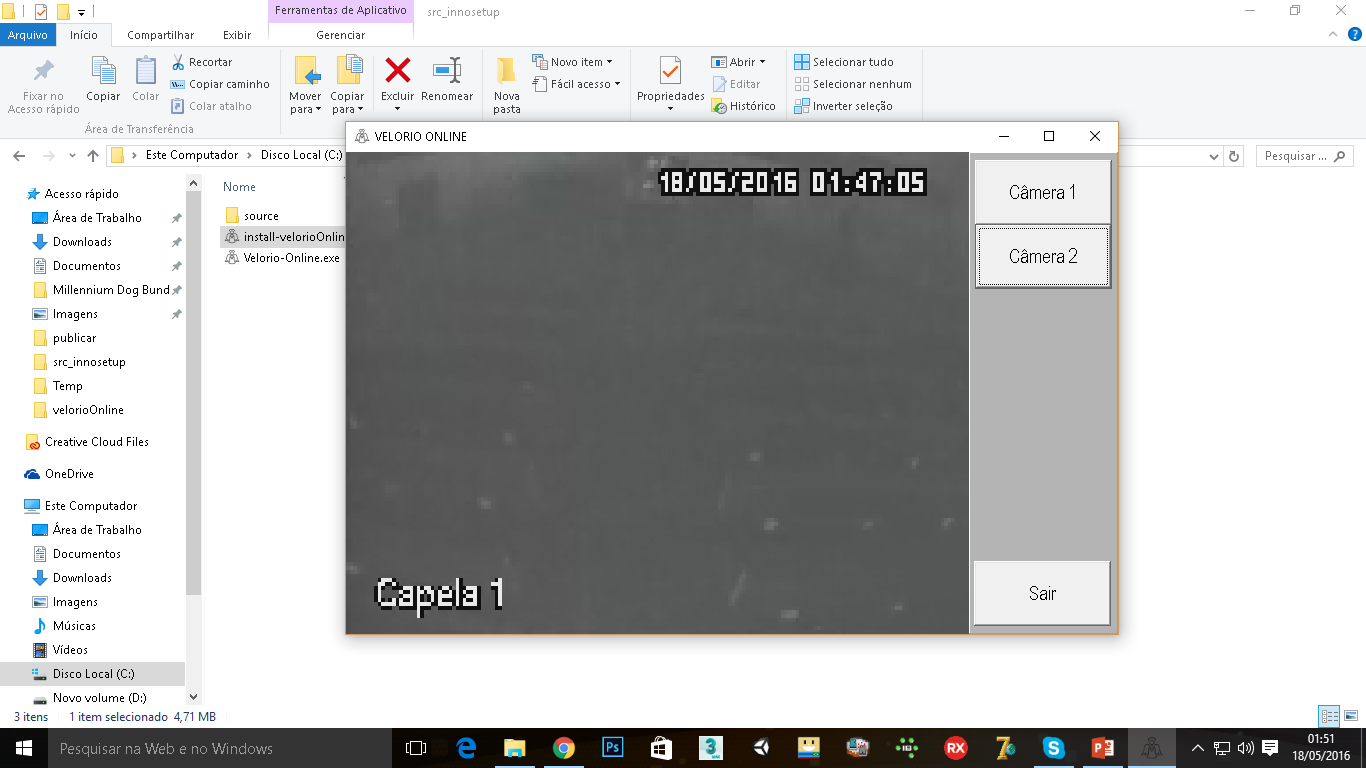 Ferramentas de Aplicativo
src_innosetup
Arquivo
Início
Compartilhar
Exibir
Gerenciar
Fixar no
Acesso rápido
Copiar
Colar
Recortar
Copiar caminho
Colar atalho
Área de Transferência
Mover
para
Copiar
para
Excluir
Renomear
Nova
pasta
Novo item
Fácil acesso
Propriedades
Abrir
Editar
Histórico
Selecionar tudo
Selecionar nenhum
Inverter seleção
Este Computador
Disco Local (C:)
Pesquisar ...
Acesso rápido
Área de Trabalho
Downloads
Documentos
Millennium Dog Bund
Imagens
publicar
src_innosetup
Temp
velorioOnline
Creative Cloud Files
OneDrive
Este Computador
Área de Trabalho
Documentos
Downloads
Imagens
Músicas
Vídeos
Disco Local (C:)
Novo volume (D:)
Nome
source
install-velorioOnlin
Velorio-Online.exe
VELORIO ONLINE
18/05/2016 01:47:05
Capela 1
Câmera 1
Câmera 2
Sair
3 itens
1 item selecionado 4,71 MB
Pesquisar na Web e no Windows
01:51
18/05/2016